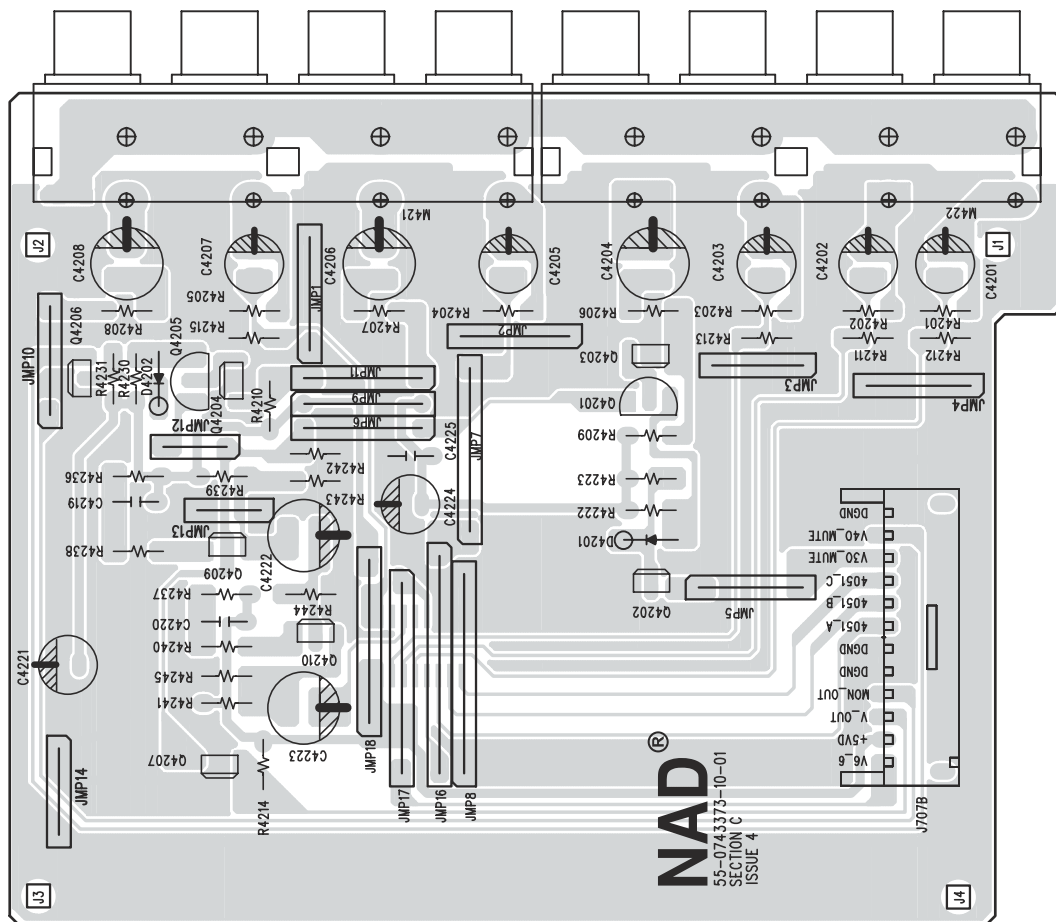 M421
M422
J2
C4208
C4207
C4206
C4205
C4204
C4203
C4202
C4201
J1
JMP10
Q4206
R4208
R4205
R4215
JMP1
R4207
R4204
JMP2
R4206
R4203
R4213
R4202
R4211
R4201
R4212
R4231
R4230
D4202
Q4205
Q4204
R4210
JMP11
JMP9
JMP6
Q4203
Q4201
JMP3
JMP4
JMP12
C4225
JMP7
R4209
R4236
R4239
R4242
R4243
C4219
R4223
JMP13
C4224
R4222
R4238
Q4209
C4222
D4201
R4237
R4244
Q4202
JMP5
C4220
R4240
Q4210
C4221
R4245
R4241
C4223
Q4207
R4214
JMP14
JMP18
JMP17
JMP16
JMP8
DGND
V40_MUTE
V30_MUTE
4051_C
4051_B
4051_A
DGND
DGND
MON_OUT
V_OUT
+5VD
V6_6
J707B
NAD®
55-0743373-10-01
SECTION C
ISSUE 4
J3
J4